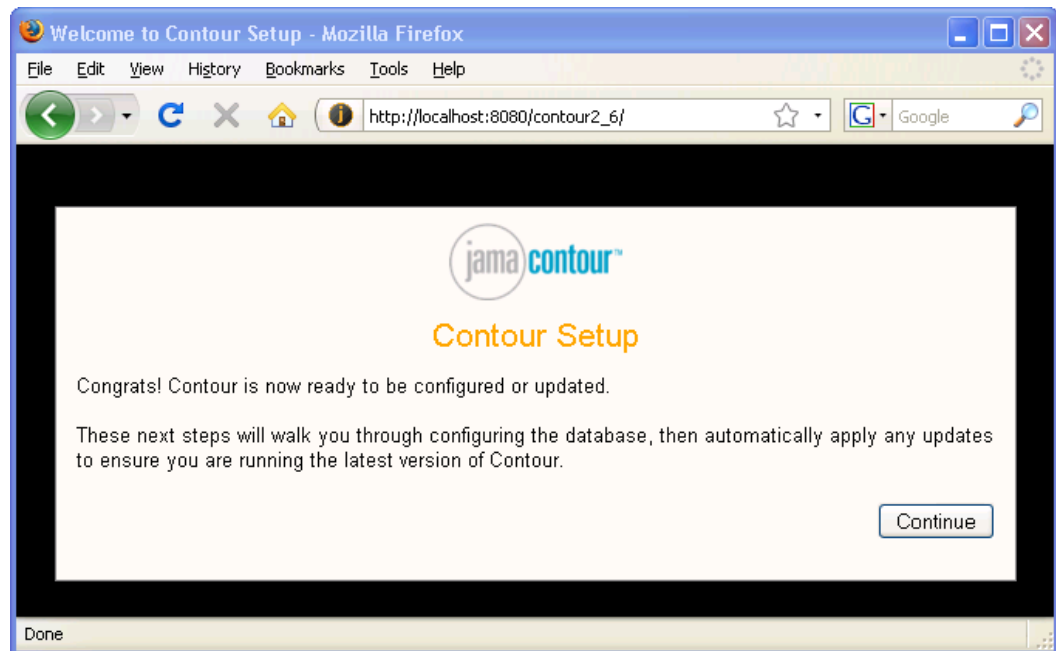 Welcome to Contour Setup - Mozilla Firefox
File Edit View History Bookmarks Tools Help
http://localhost:8080/contour2_6/ G Google
jama contour™
Contour Setup
Congrats! Contour is now ready to be configured or updated.
These next steps will walk you through configuring the database, then automatically apply any updates
to ensure you are running the latest version of Contour.
Continue
Done